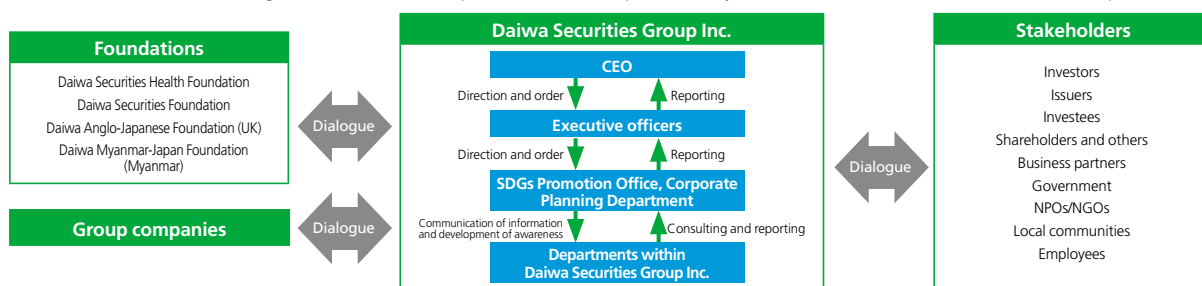 Foundations
Daiwa Securities Health Foundation
Daiwa Securities Foundation
Daiwa Anglo-Japanese Foundation (UK)
Daiwa Myanmar-Japan Foundation
(Myanmar)
Group companies
Dialogue
Dialogue
Daiwa Securities Group Inc.
CEO
Direction and order
Reporting
Executive officers
Direction and order
Reporting
SDGs Promotion Office, Corporate
Planning Department
Communication of information
and development of awareness
Consulting and reporting
Departments within
Daiwa Securities Group Inc.
Dialogue
Stakeholders
Investors
Issuers
Investees
Shareholders and others
Business partners
Government
NPOs/NGOs
Local communities
Employees